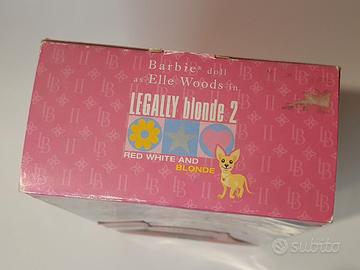 Barbie® doll
as Elle Woods in
LEGALLY blonde 2
RED WHITE AND
BLONDE
subito